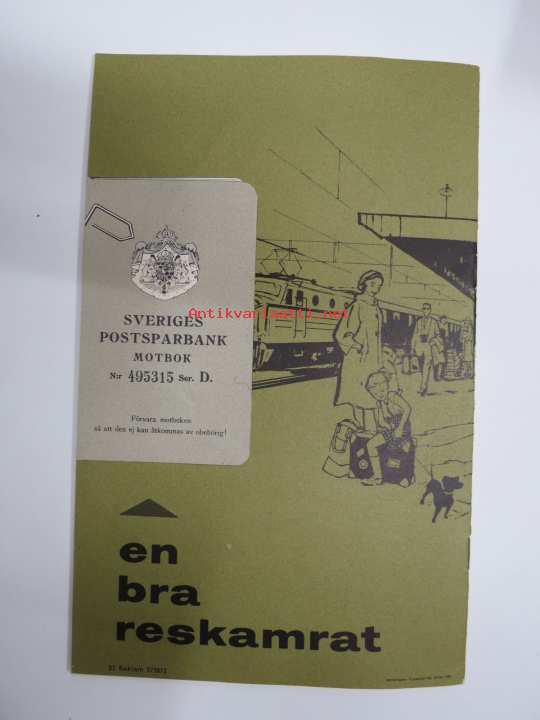 SVERIGES
POSTSPARBANK
MOTBOK
N:r 495315 Ser. D.
Förvara motboken
så att den ej kan åtkommas av obehörig!
Antikvariaatti.net
en
bra
reskamrat